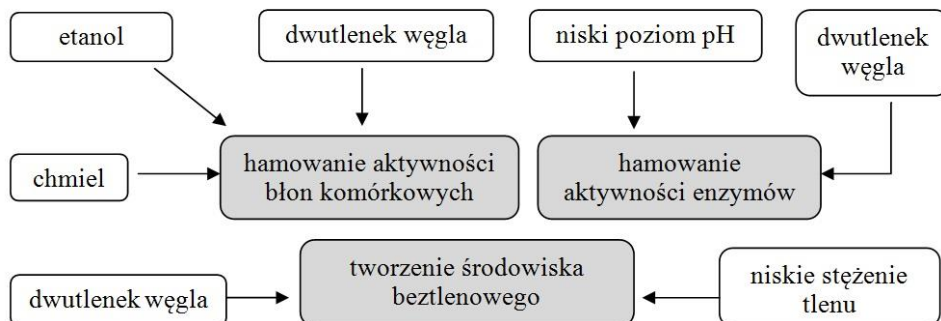 etanol
dwutlenek węgla
niski poziom pH
dwutlenek
węgla
chmiel
hamowanie aktywności
błon komórkowych
hamowanie
aktywności enzymów
dwutlenek węgla
tworzenie środowiska
beztlenowego
niskie stężenie
tlenu